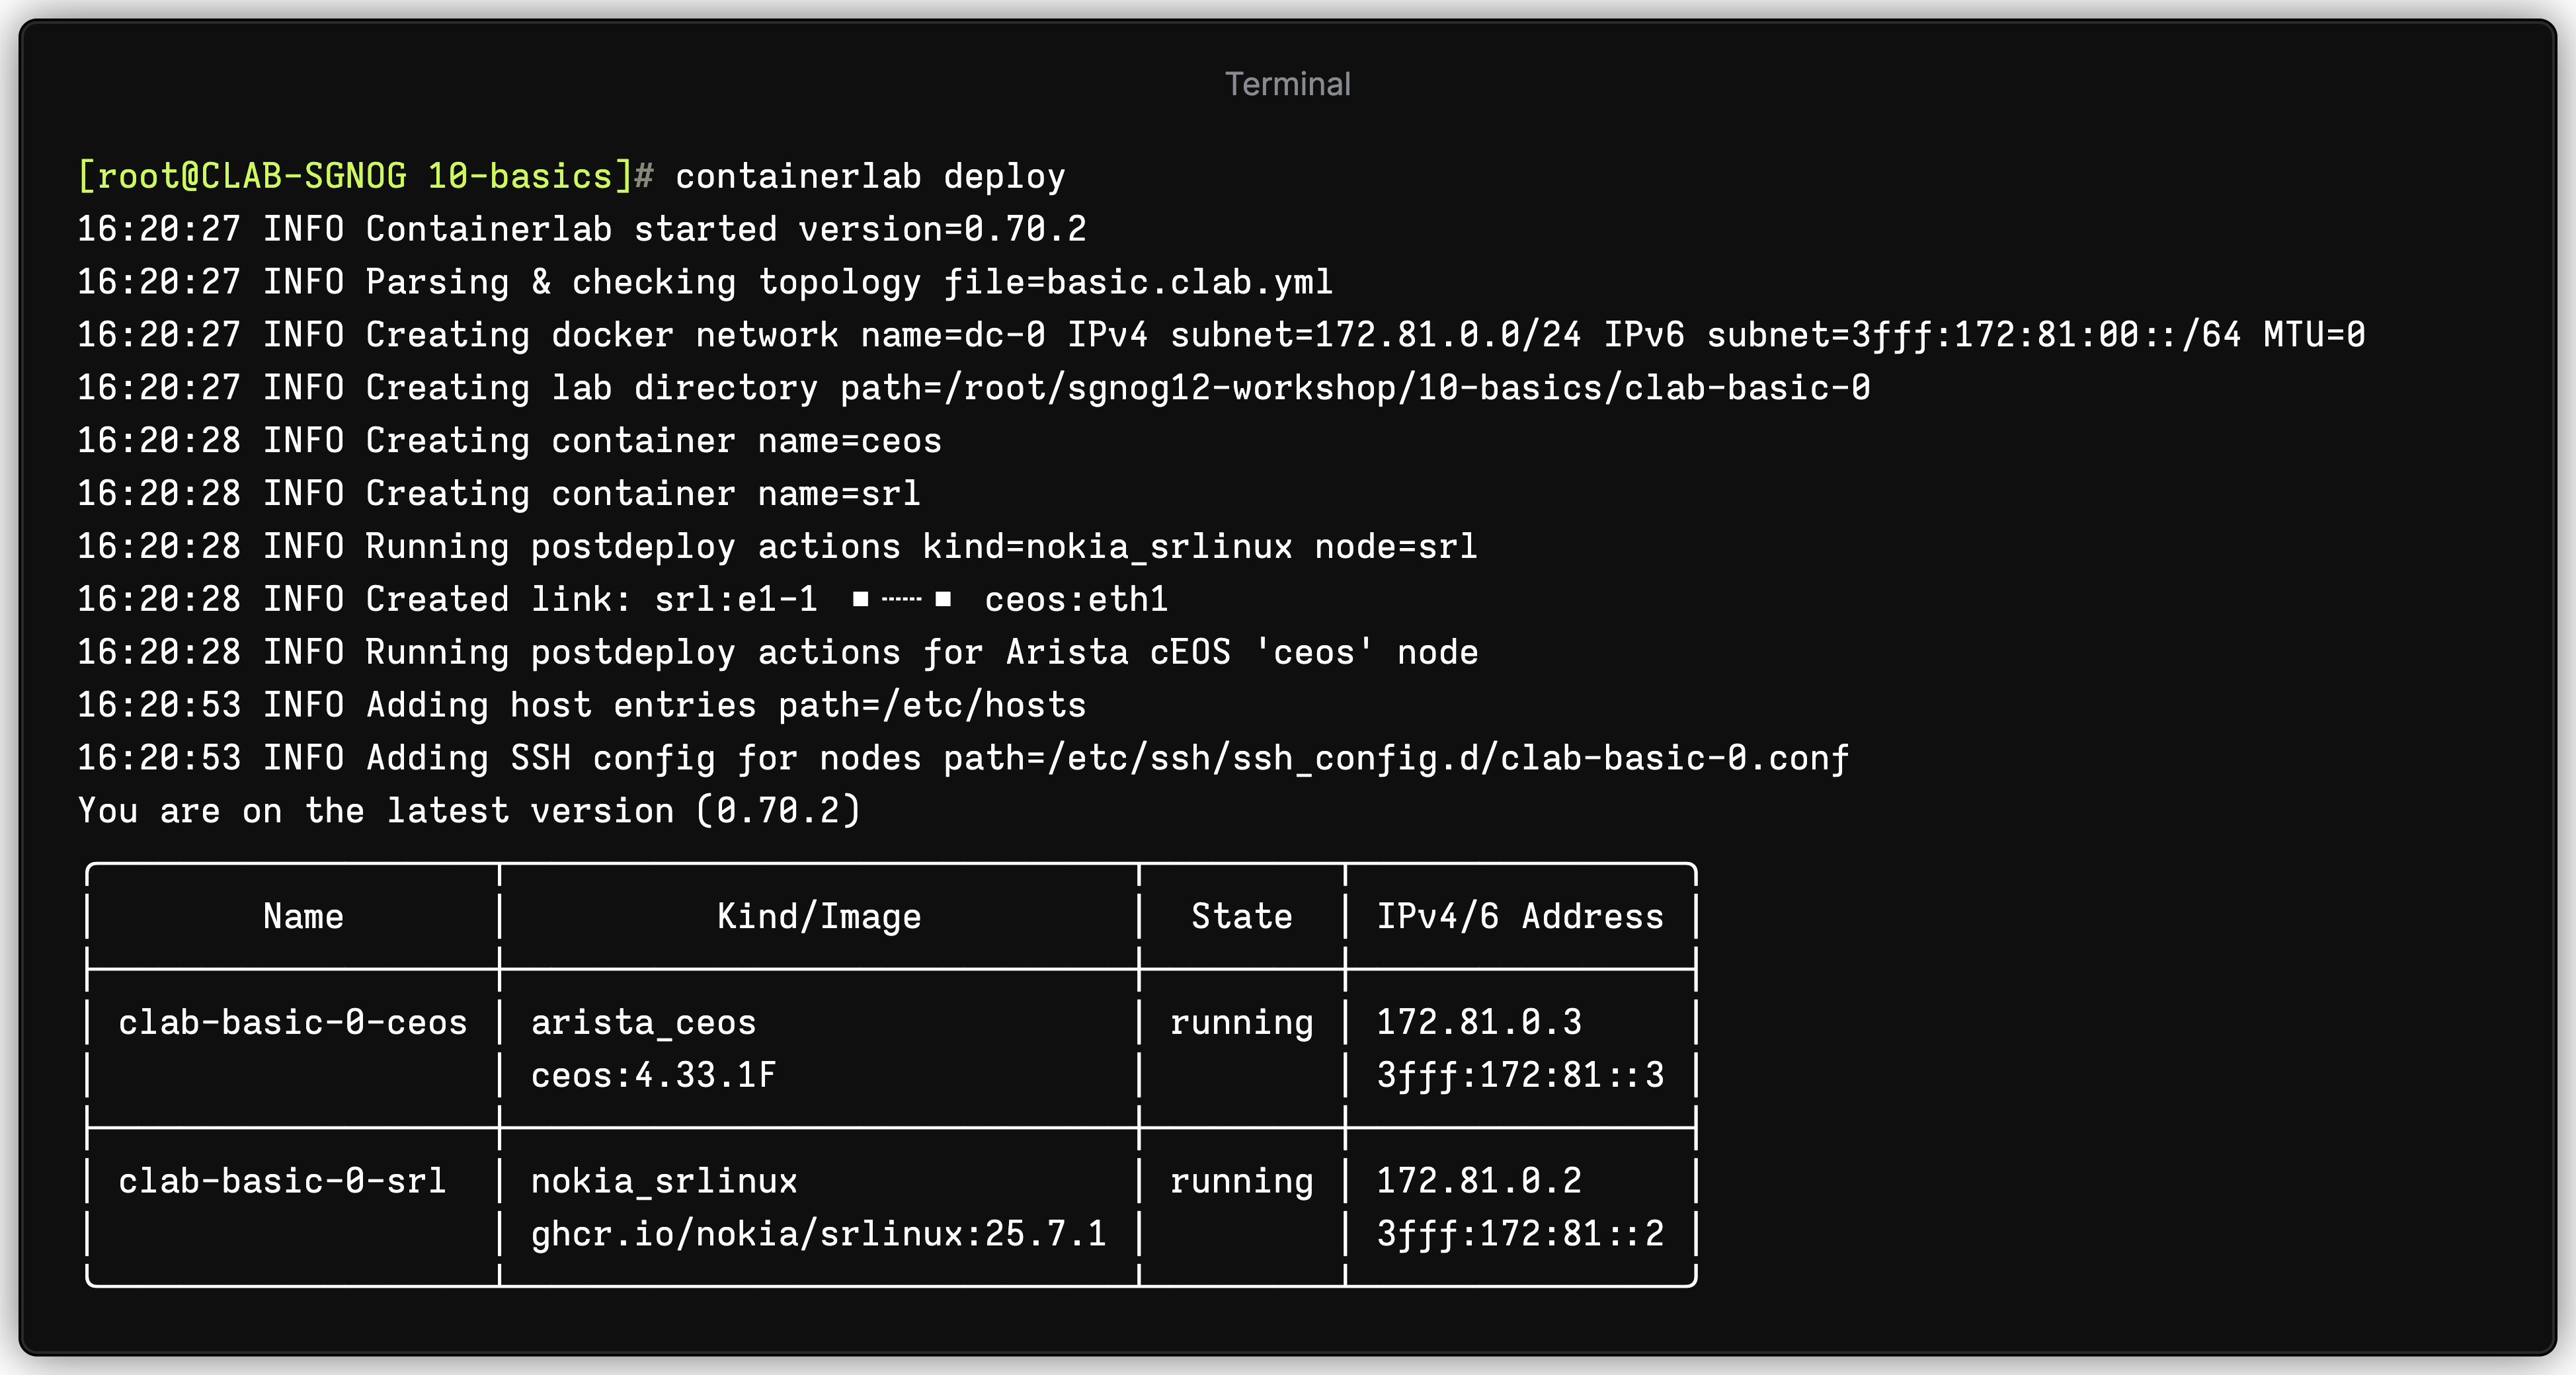 Terminal
[root@CLAB-SGNOG 10-basics]# containerlab deploy
16:20:27 INFO Containerlab started version=0.70.2
16:20:27 INFO Parsing & checking topology file=basic.clab.yml
16:20:27 INFO Creating docker network name=dc-0 IPv4 subnet=172.81.0.0/24 IPv6 subnet=3fff:172:81:00::/64 MTU=0
16:20:27 INFO Creating lab directory path=/root/sgnog12-workshop/10-basics/clab-basic-0
16:20:28 INFO Creating container name=ceos
16:20:28 INFO Creating container name=srl
16:20:28 INFO Running postdeploy actions kind=nokia_srlinux node=srl
16:20:28 INFO Created link: srl:e1-1 ▪┄┄▪ ceos:eth1
16:20:28 INFO Running postdeploy actions for Arista cEOS 'ceos' node
16:20:53 INFO Adding host entries path=/etc/hosts
16:20:53 INFO Adding SSH config for nodes path=/etc/ssh/ssh_config.d/clab-basic-0.conf
You are on the latest version (0.70.2)
Name Kind/Image State IPv4/6 Address
clab-basic-0-ceos arista_ceos running 172.81.0.3
ceos:4.33.1F 3fff:172:81::3
clab-basic-0-srl nokia_srlinux running 172.81.0.2
ghcr.io/nokia/srlinux:25.7.1 3fff:172:81::2